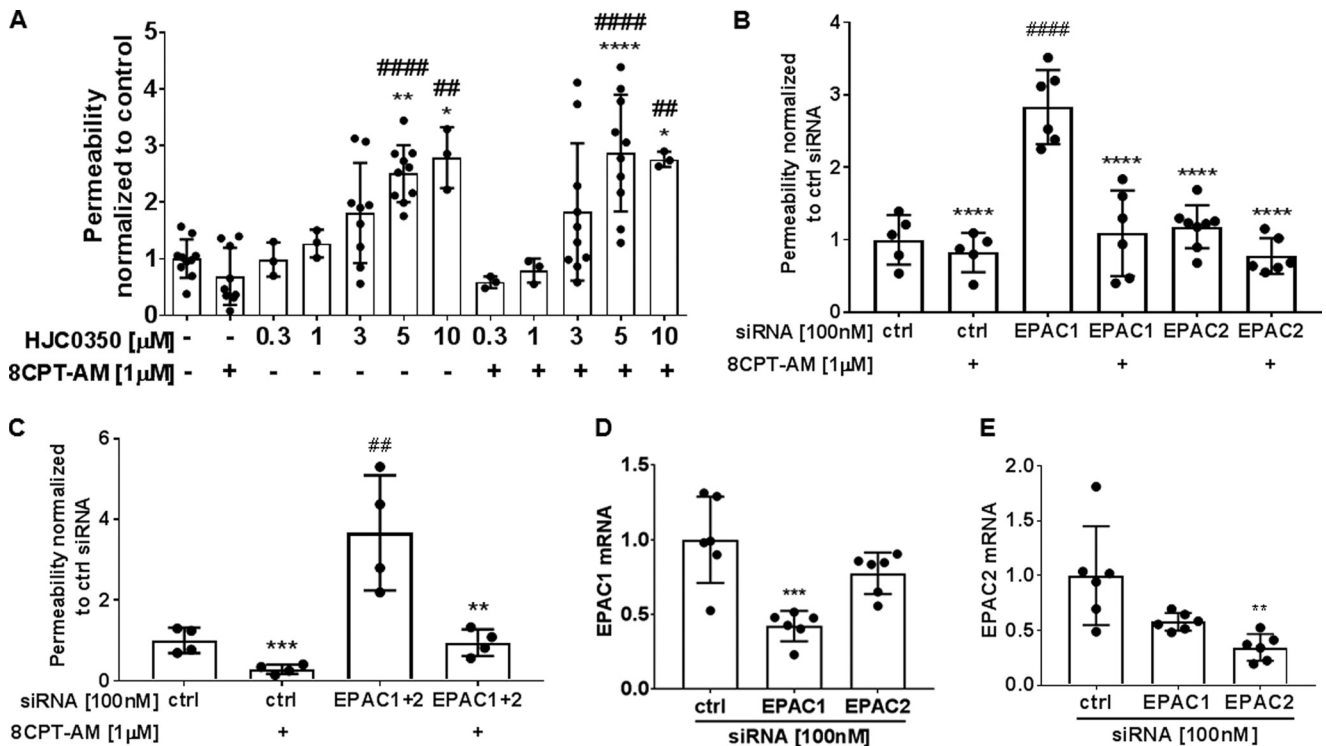 A
Permeability
normalized to control
5
4
3
2
1
0
**
####
*
##
****
####
*
##
HJC0350 [µM] - - 0.3 1 3 5 10 0.3 1 3 5 10
8CPT-AM [1µM] - + - - - - - + + + + +
B
Permeability normalized
to ctrl siRNA
4
3
2
1
0
####
**** **** **** ****
siRNA [100nM] ctrl ctrl EPAC1 EPAC1 EPAC2 EPAC2
8CPT-AM [1µM] + + +
C
Permeability normalized
to ctrl siRNA
6
4
2
0
##
*** **
siRNA [100nM] ctrl ctrl EPAC1+2 EPAC1+2
8CPT-AM [1µM] + +
D
EPAC1 mRNA
1.5
1.0
0.5
0.0
***
ctrl EPAC1 EPAC2
siRNA [100nM]
E
EPAC2 mRNA
2.0
1.5
1.0
0.5
0.0
**
ctrl EPAC1 EPAC2
siRNA [100nM]